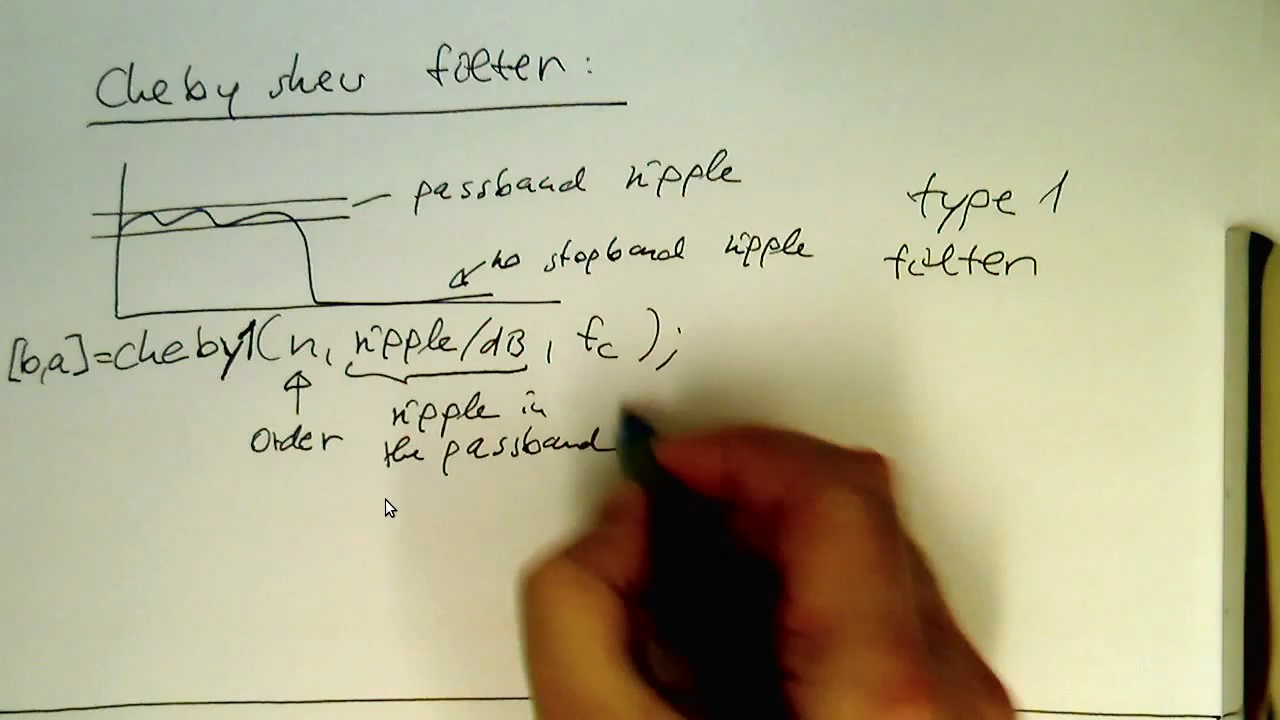 Chebyshev filter:
passband ripple
type 1
no stopband ripple
filter
[b,a]=cheby1(n, ripple/dB, fc);
Order
ripple in
the passband